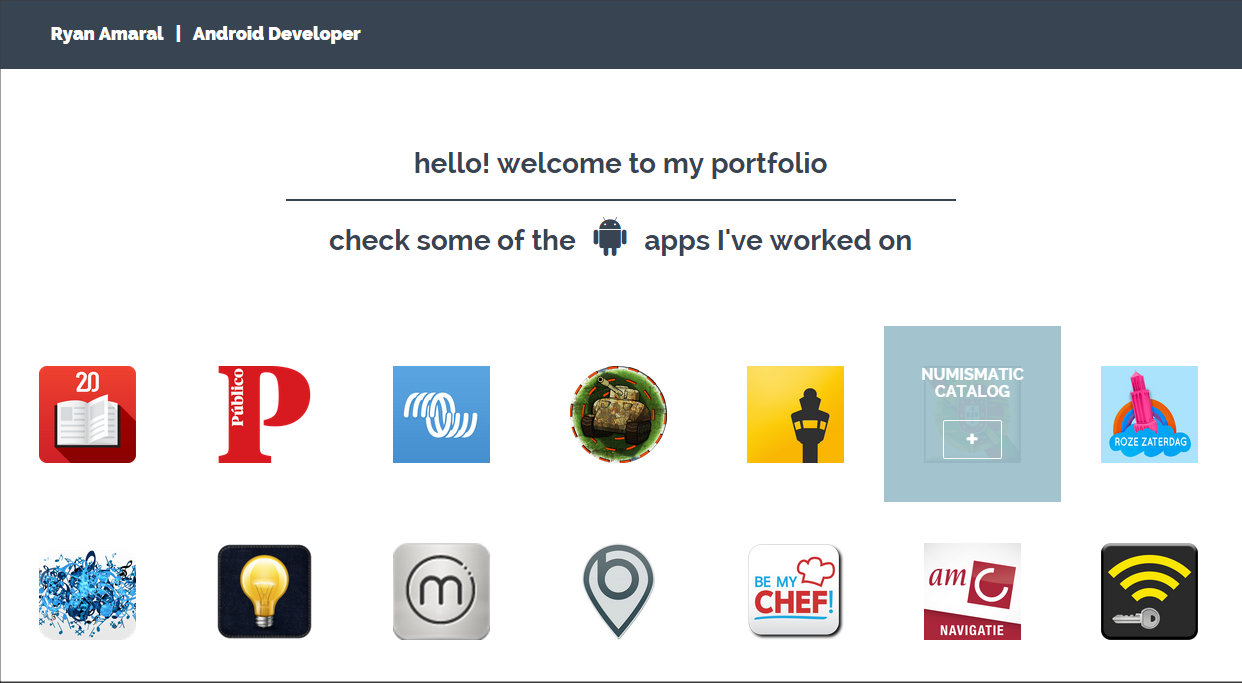 Ryan Amaral | Android Developer
hello! welcome to my portfolio
check some of the apps I've worked on
20
Público
P
NUMISMATIC
CATALOG
+
ROZE ZATERDAG
m
b
BE MY
CHEF!
amC
NAVIGATIE